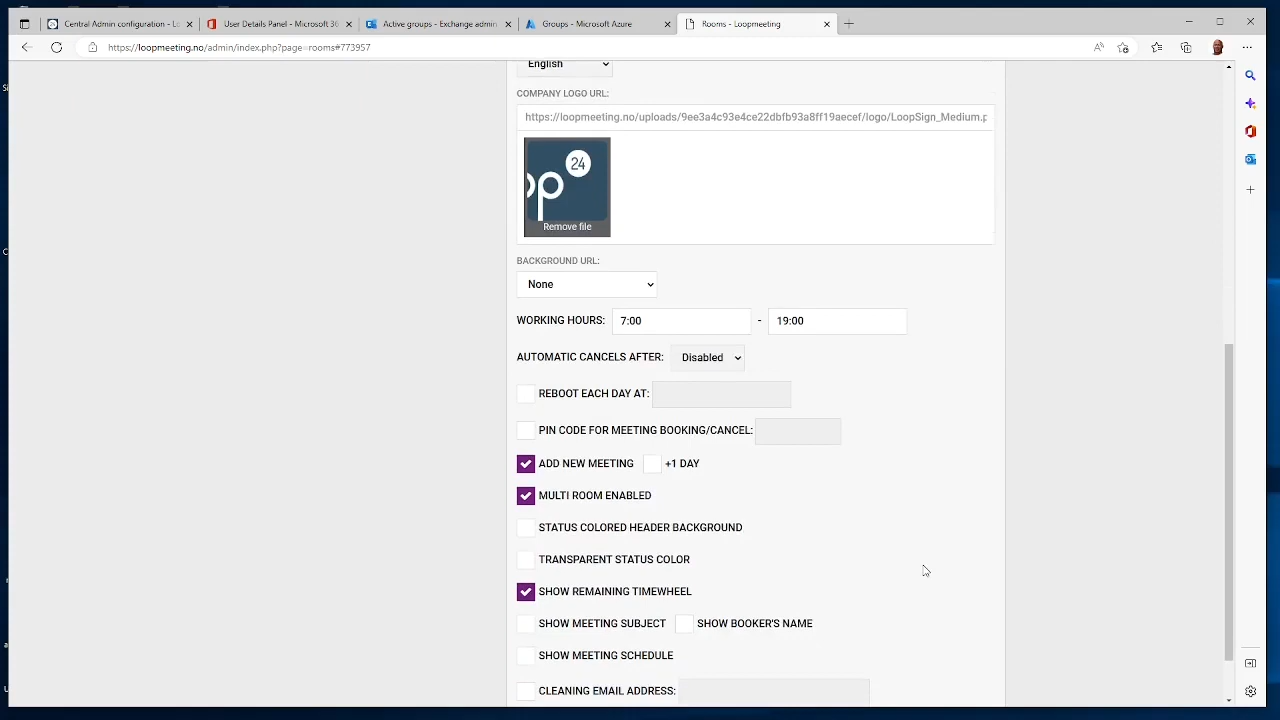 Central Admin configuration - Lo
User Details Panel - Microsoft 36
Active groups - Exchange admin
Groups - Microsoft Azure
Rooms - Loopmeeting
https://loopmeeting.no/admin/index.php?page=rooms#773957
English
COMPANY LOGO URL:
https://loopmeeting.no/uploads/9ee3a4c93e4ce22dbfb93a8ff19aecef/logo/LoopSign_Medium.p
op 24
Remove file
BACKGROUND URL:
None
WORKING HOURS: 7:00 - 19:00
AUTOMATIC CANCELS AFTER: Disabled
REBOOT EACH DAY AT:
PIN CODE FOR MEETING BOOKING/CANCEL:
ADD NEW MEETING +1 DAY
MULTI ROOM ENABLED
STATUS COLORED HEADER BACKGROUND
TRANSPARENT STATUS COLOR
SHOW REMAINING TIMEWHEEL
SHOW MEETING SUBJECT SHOW BOOKER'S NAME
SHOW MEETING SCHEDULE
CLEANING EMAIL ADDRESS: